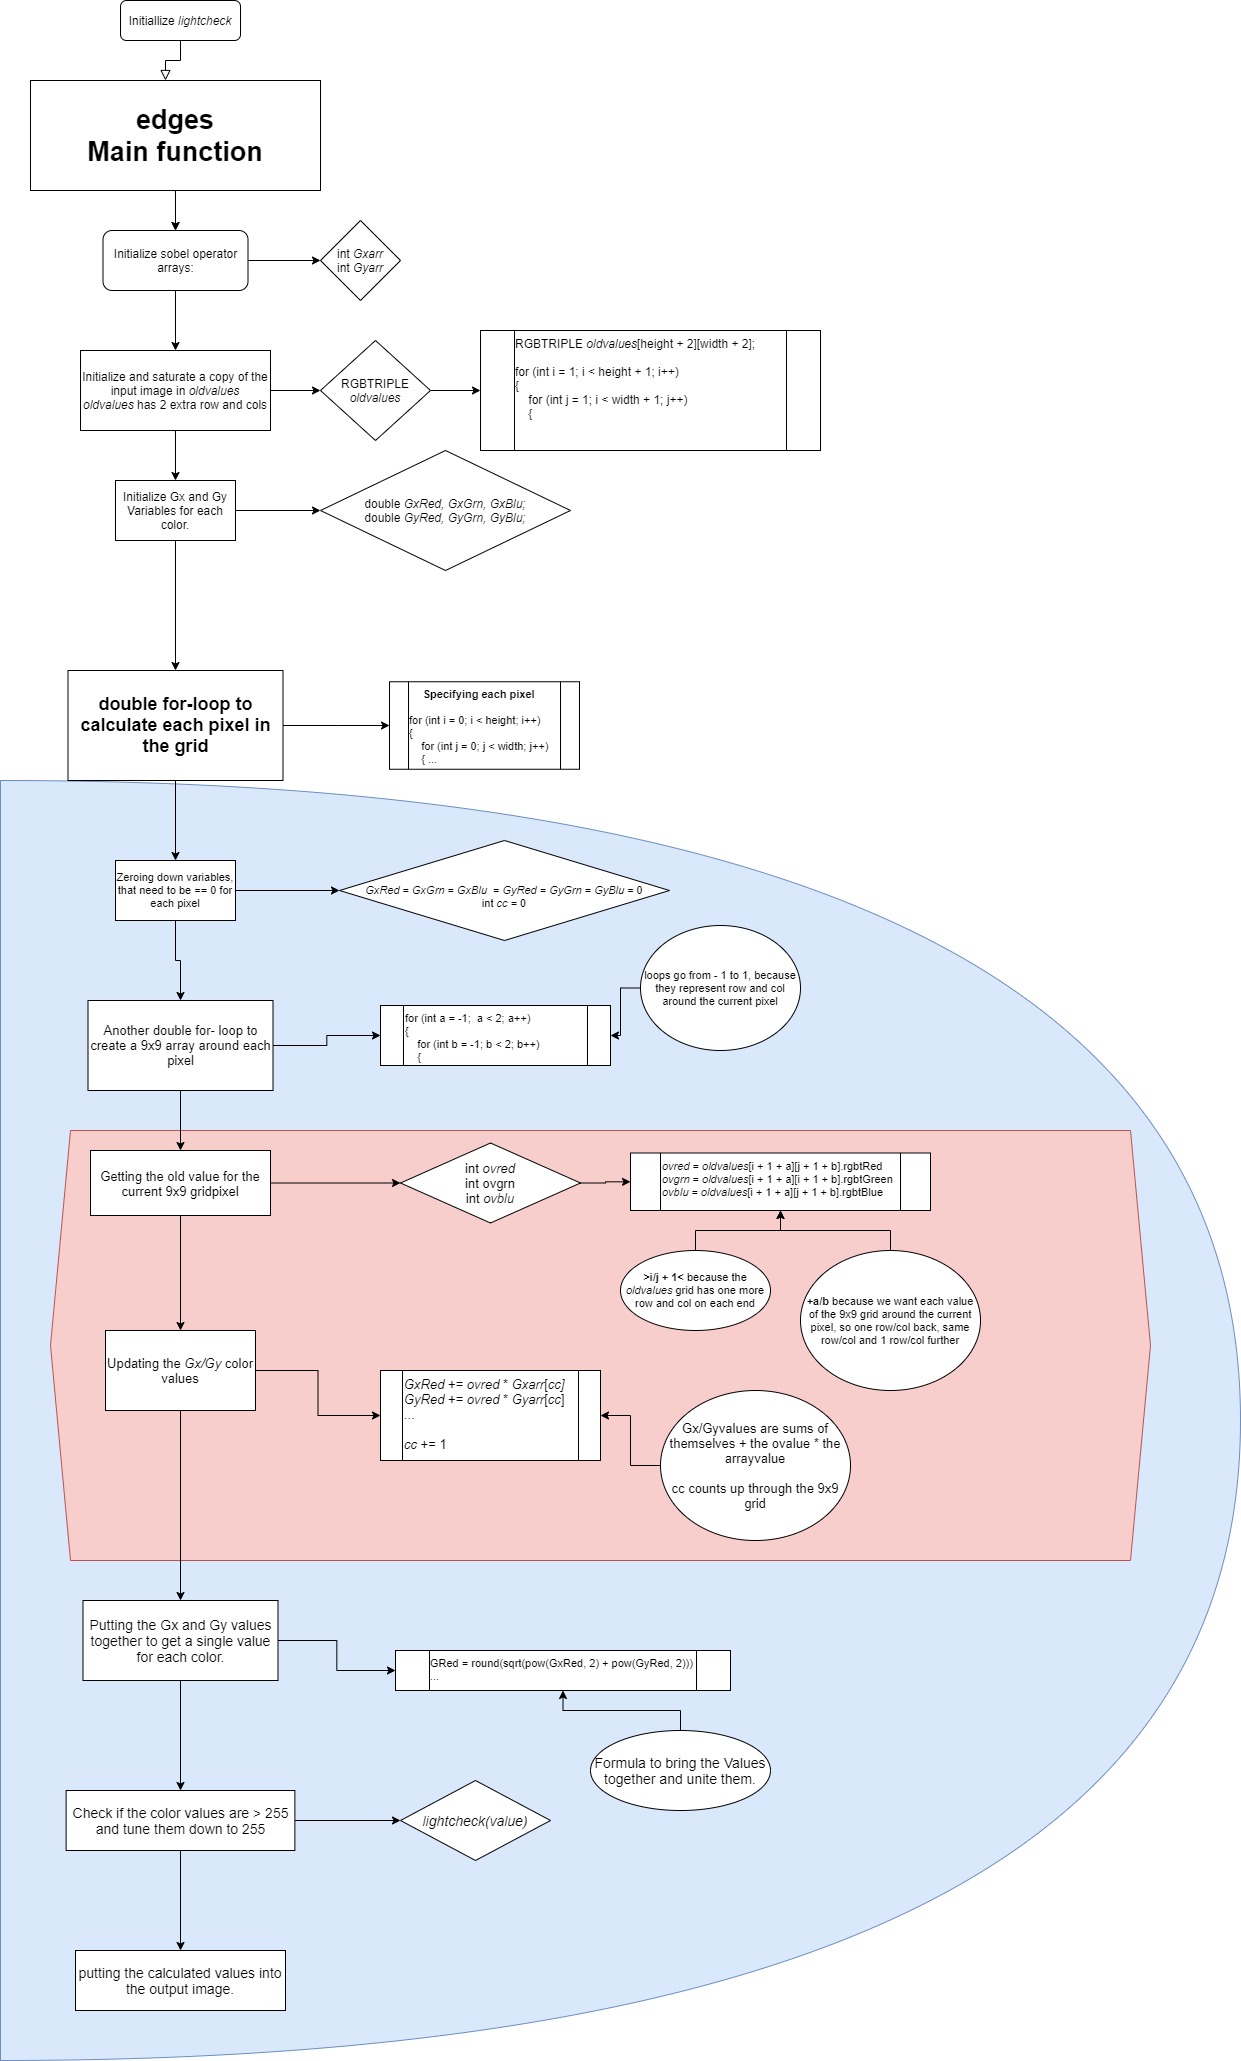 Initiallize lightcheck
edges
Main function
Initialize sobel operator
arrays:
int Gxarr
int Gyarr
Initialize and saturate a copy of the
input image in oldvalues
oldvalues has 2 extra row and cols
RGBTRIPLE
oldvalues
RGBTRIPLE oldvalues[height + 2][width + 2];
for (int i = 1; i < height + 1; i++)
{
for (int j = 1; i < width + 1; j++)
{
Initialize Gx and Gy
Variables for each
color.
double GxRed, GxGrn, GxBlu;
double GyRed, GyGrn, GyBlu;
double for-loop to
calculate each pixel in
the grid
Specifying each pixel
for (int i = 0; i < height; i++)
{
for (int j = 0; j < width; j++)
{ ...
Zeroing down variables,
that need to be == 0 for
each pixel
GxRed = GxGrn = GxBlu = GyRed = GyGrn = GyBlu = 0
int cc = 0
loops go from - 1 to 1, because
they represent row and col
around the current pixel
Another double for- loop to
create a 9x9 array around each
pixel
for (int a = -1; a < 2; a++)
{
for (int b = -1; b < 2; b++)
{
Getting the old value for the
current 9x9 gridpixel
int ovred
int ovgrn
int ovblu
ovred = oldvalues[i + 1 + a][j + 1 + b].rgbtRed
ovgrn = oldvalues[i + 1 + a][i + 1 + b].rgbtGreen
ovblu = oldvalues[i + 1 + a][j + 1 + b].rgbtBlue
>i/j + 1< because the
oldvalues grid has one more
row and col on each end
+a/b because we want each value
of the 9x9 grid around the current
pixel, so one row/col back, same
row/col and 1 row/col further
Updating the Gx/Gy color
values
GxRed += ovred * Gxarr[cc]
GyRed += ovred * Gyarr[cc]
...
cc += 1
Gx/Gyvalues are sums of
themselves + the ovalue * the
arrayvalue
cc counts up through the 9x9
grid
Putting the Gx and Gy values
together to get a single value
for each color.
GRed = round(sqrt(pow(GxRed, 2) + pow(GyRed, 2)))
...
Formula to bring the Values
together and unite them.
Check if the color values are > 255
and tune them down to 255
lightcheck(value)
putting the calculated values into
the output image.